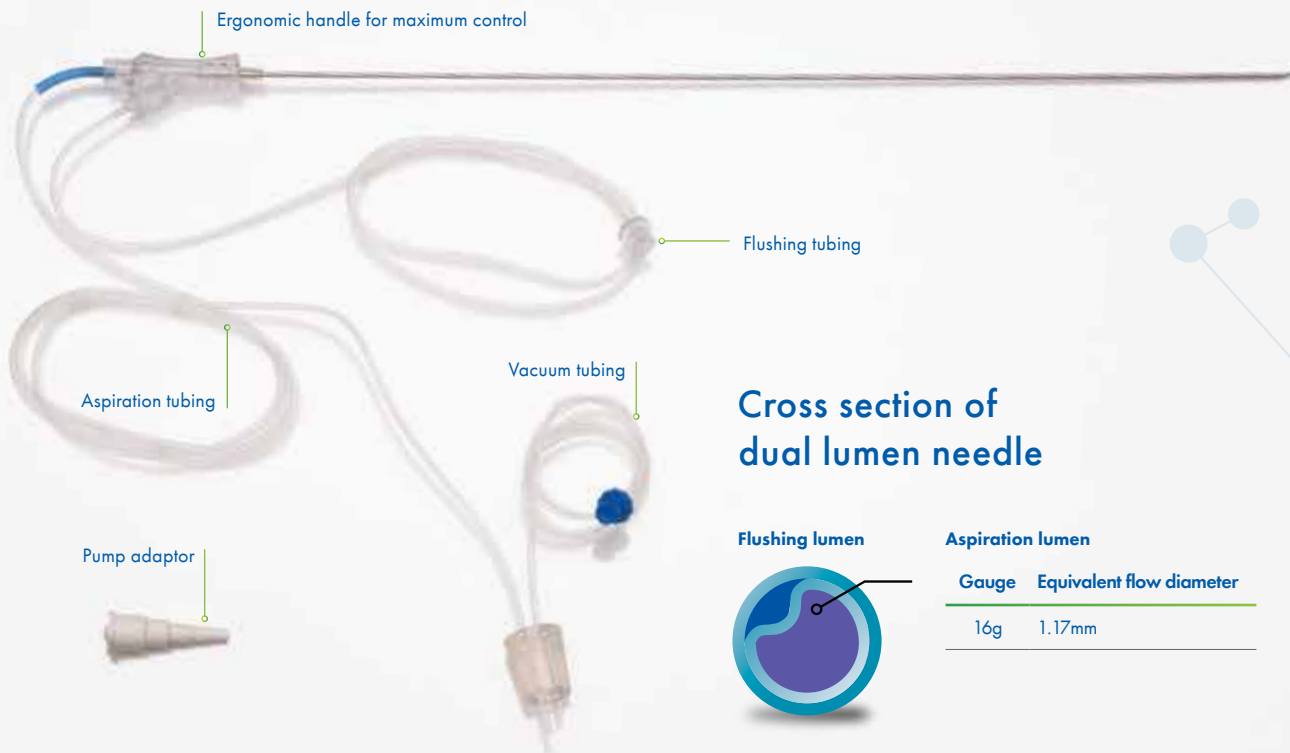 Ergonomic handle for maximum control
Flushing tubing
Vacuum tubing
Aspiration tubing
Cross section of
dual lumen needle
Pump adaptor
Flushing lumen
Aspiration lumen
Gauge Equivalent flow diameter
16g 1.17mm